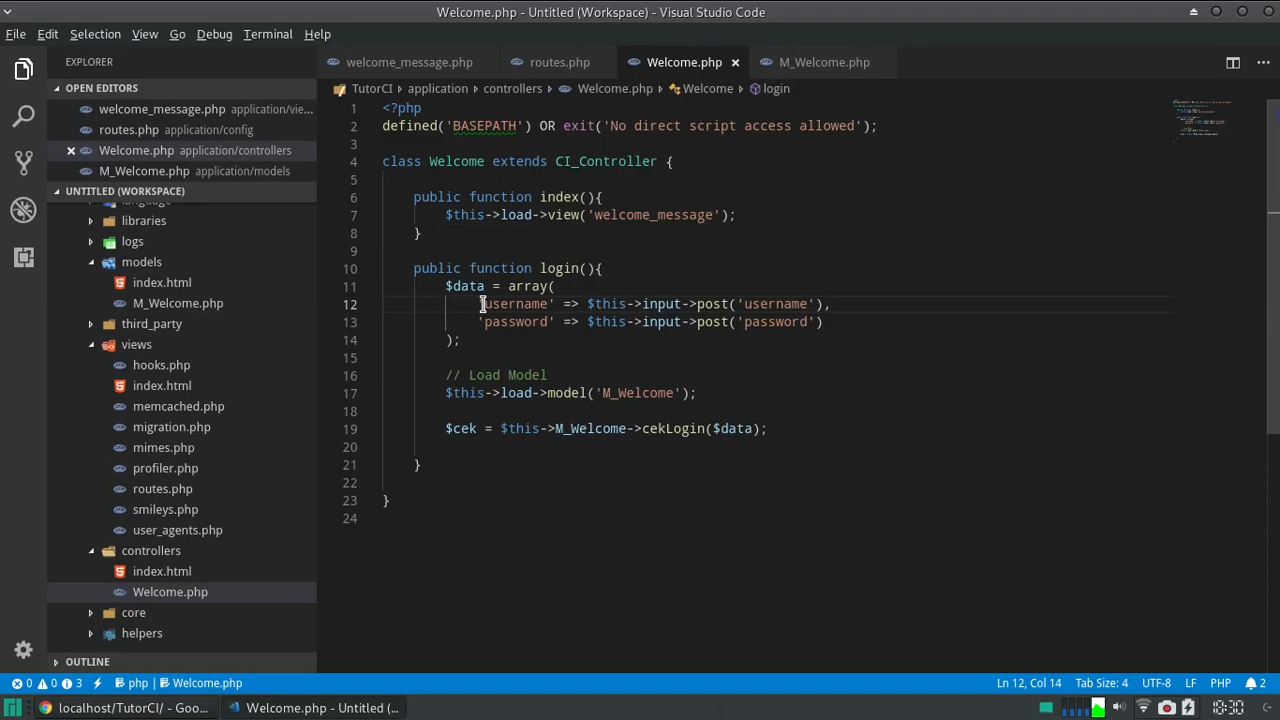 Welcome.php - Untitled (Workspace) - Visual Studio Code
File Edit Selection View Go Debug Terminal Help
EXPLORER
OPEN EDITORS
welcome_message.php application/vie...
routes.php application/config
Welcome.php application/controllers
M_Welcome.php application/models
UNTITLED (WORKSPACE)
language
libraries
logs
models
index.html
M_Welcome.php
third_party
views
hooks.php
index.html
memcached.php
migration.php
mimes.php
profiler.php
routes.php
smileys.php
user_agents.php
controllers
index.html
Welcome.php
core
helpers
OUTLINE
welcome_message.php routes.php Welcome.php M_Welcome.php
TutorCI › application › controllers › Welcome.php › Welcome › login
1 <?php
2 defined('BASEPATH') OR exit('No direct script access allowed');
3
4 class Welcome extends CI_Controller {
5
6 public function index(){
7 $this->load->view('welcome_message');
8 }
9
10 public function login(){
11 $data = array(
12 'username' => $this->input->post('username'),
13 'password' => $this->input->post('password')
14 );
15
16 // Load Model
17 $this->load->model('M_Welcome');
18
19 $cek = $this->M_Welcome->cekLogin($data);
20
21 }
22
23 }
24
0 0 3 php Welcome.php Ln 12, Col 14 Tab Size: 4 UTF-8 LF PHP 2
localhost/TutorCI/ - Goo... Welcome.php - Untitled (... 10:30